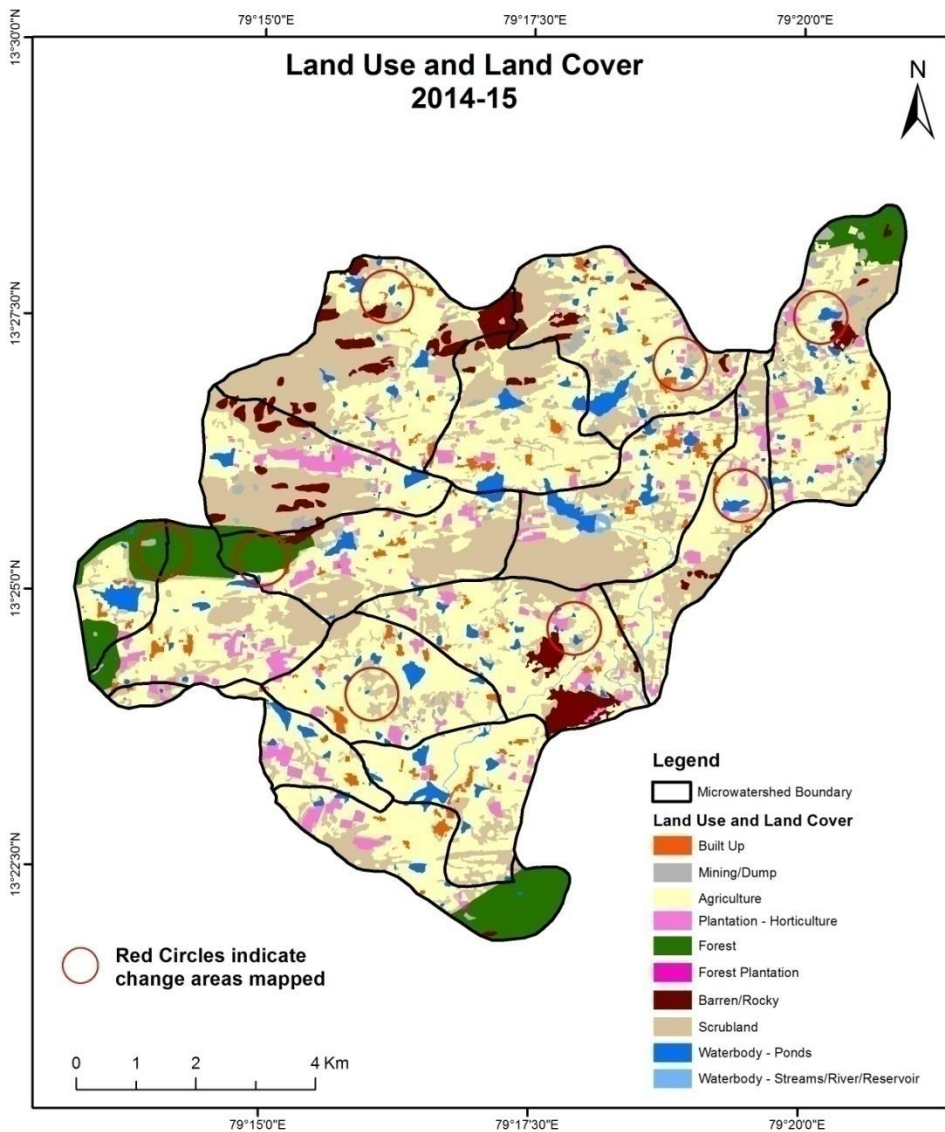 79°15'0"E 79°17'30"E 79°20'0"E
13°30'0"N
Land Use and Land Cover
2014-15
N
13°27'30"N
13°25'0"N
13°22'30"N
Legend
Microwatershed Boundary
Land Use and Land Cover
Built Up
Mining/Dump
Agriculture
Plantation - Horticulture
Forest
Forest Plantation
Barren/Rocky
Scrubland
Waterbody - Ponds
Waterbody - Streams/River/Reservoir
Red Circles indicate
change areas mapped
0 1 2 4 Km
79°15'0"E 79°17'30"E 79°20'0"E